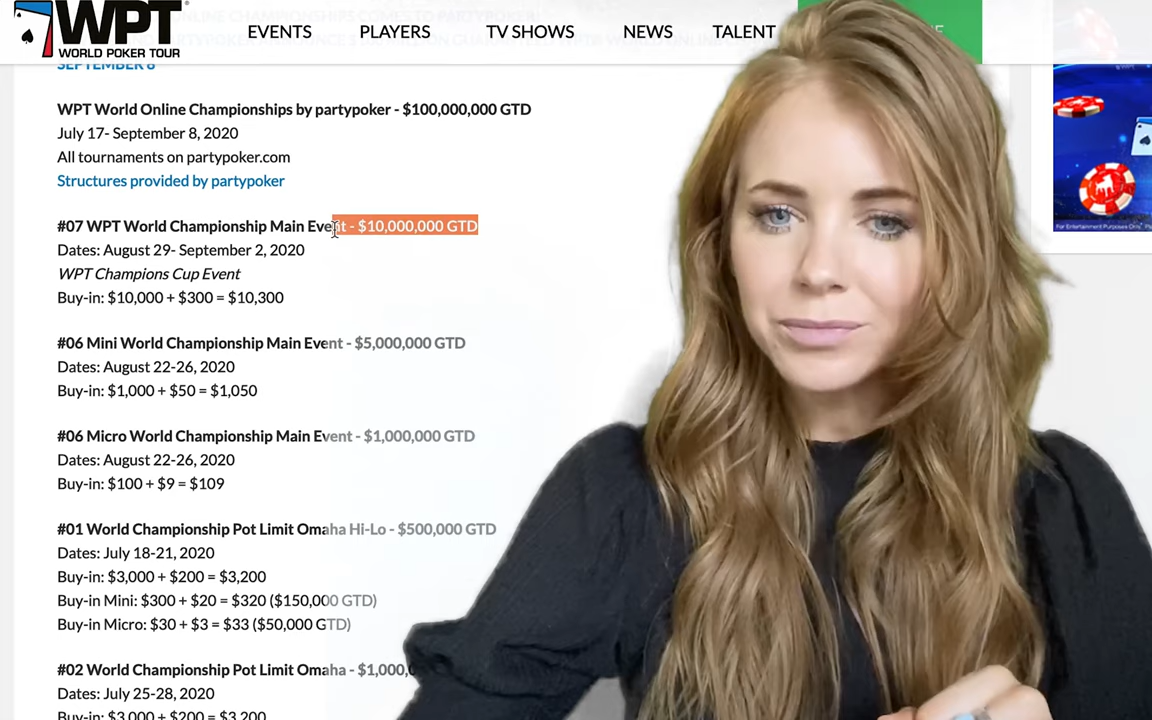 WPT
WORLD POKER TOUR
EVENTS PLAYERS TV SHOWS NEWS TALENT
SEPTEMBER 8
WPT World Online Championships by partypoker - $100,000,000 GTD
July 17- September 8, 2020
All tournaments on partypoker.com
Structures provided by partypoker
#07 WPT World Championship Main Event - $10,000,000 GTD
Dates: August 29- September 2, 2020
WPT Champions Cup Event
Buy-in: $10,000 + $300 = $10,300
#06 Mini World Championship Main Event - $5,000,000 GTD
Dates: August 22-26, 2020
Buy-in: $1,000 + $50 = $1,050
#06 Micro World Championship Main Event - $1,000,000 GTD
Dates: August 22-26, 2020
Buy-in: $100 + $9 = $109
#01 World Championship Pot Limit Omaha Hi-Lo - $500,000 GTD
Dates: July 18-21, 2020
Buy-in: $3,000 + $200 = $3,200
Buy-in Mini: $300 + $20 = $320 ($150,000 GTD)
Buy-in Micro: $30 + $3 = $33 ($50,000 GTD)
#02 World Championship Pot Limit Omaha - $1,000,0
Dates: July 25-28, 2020
Buy-in: $3,000 + $200 = $3,200